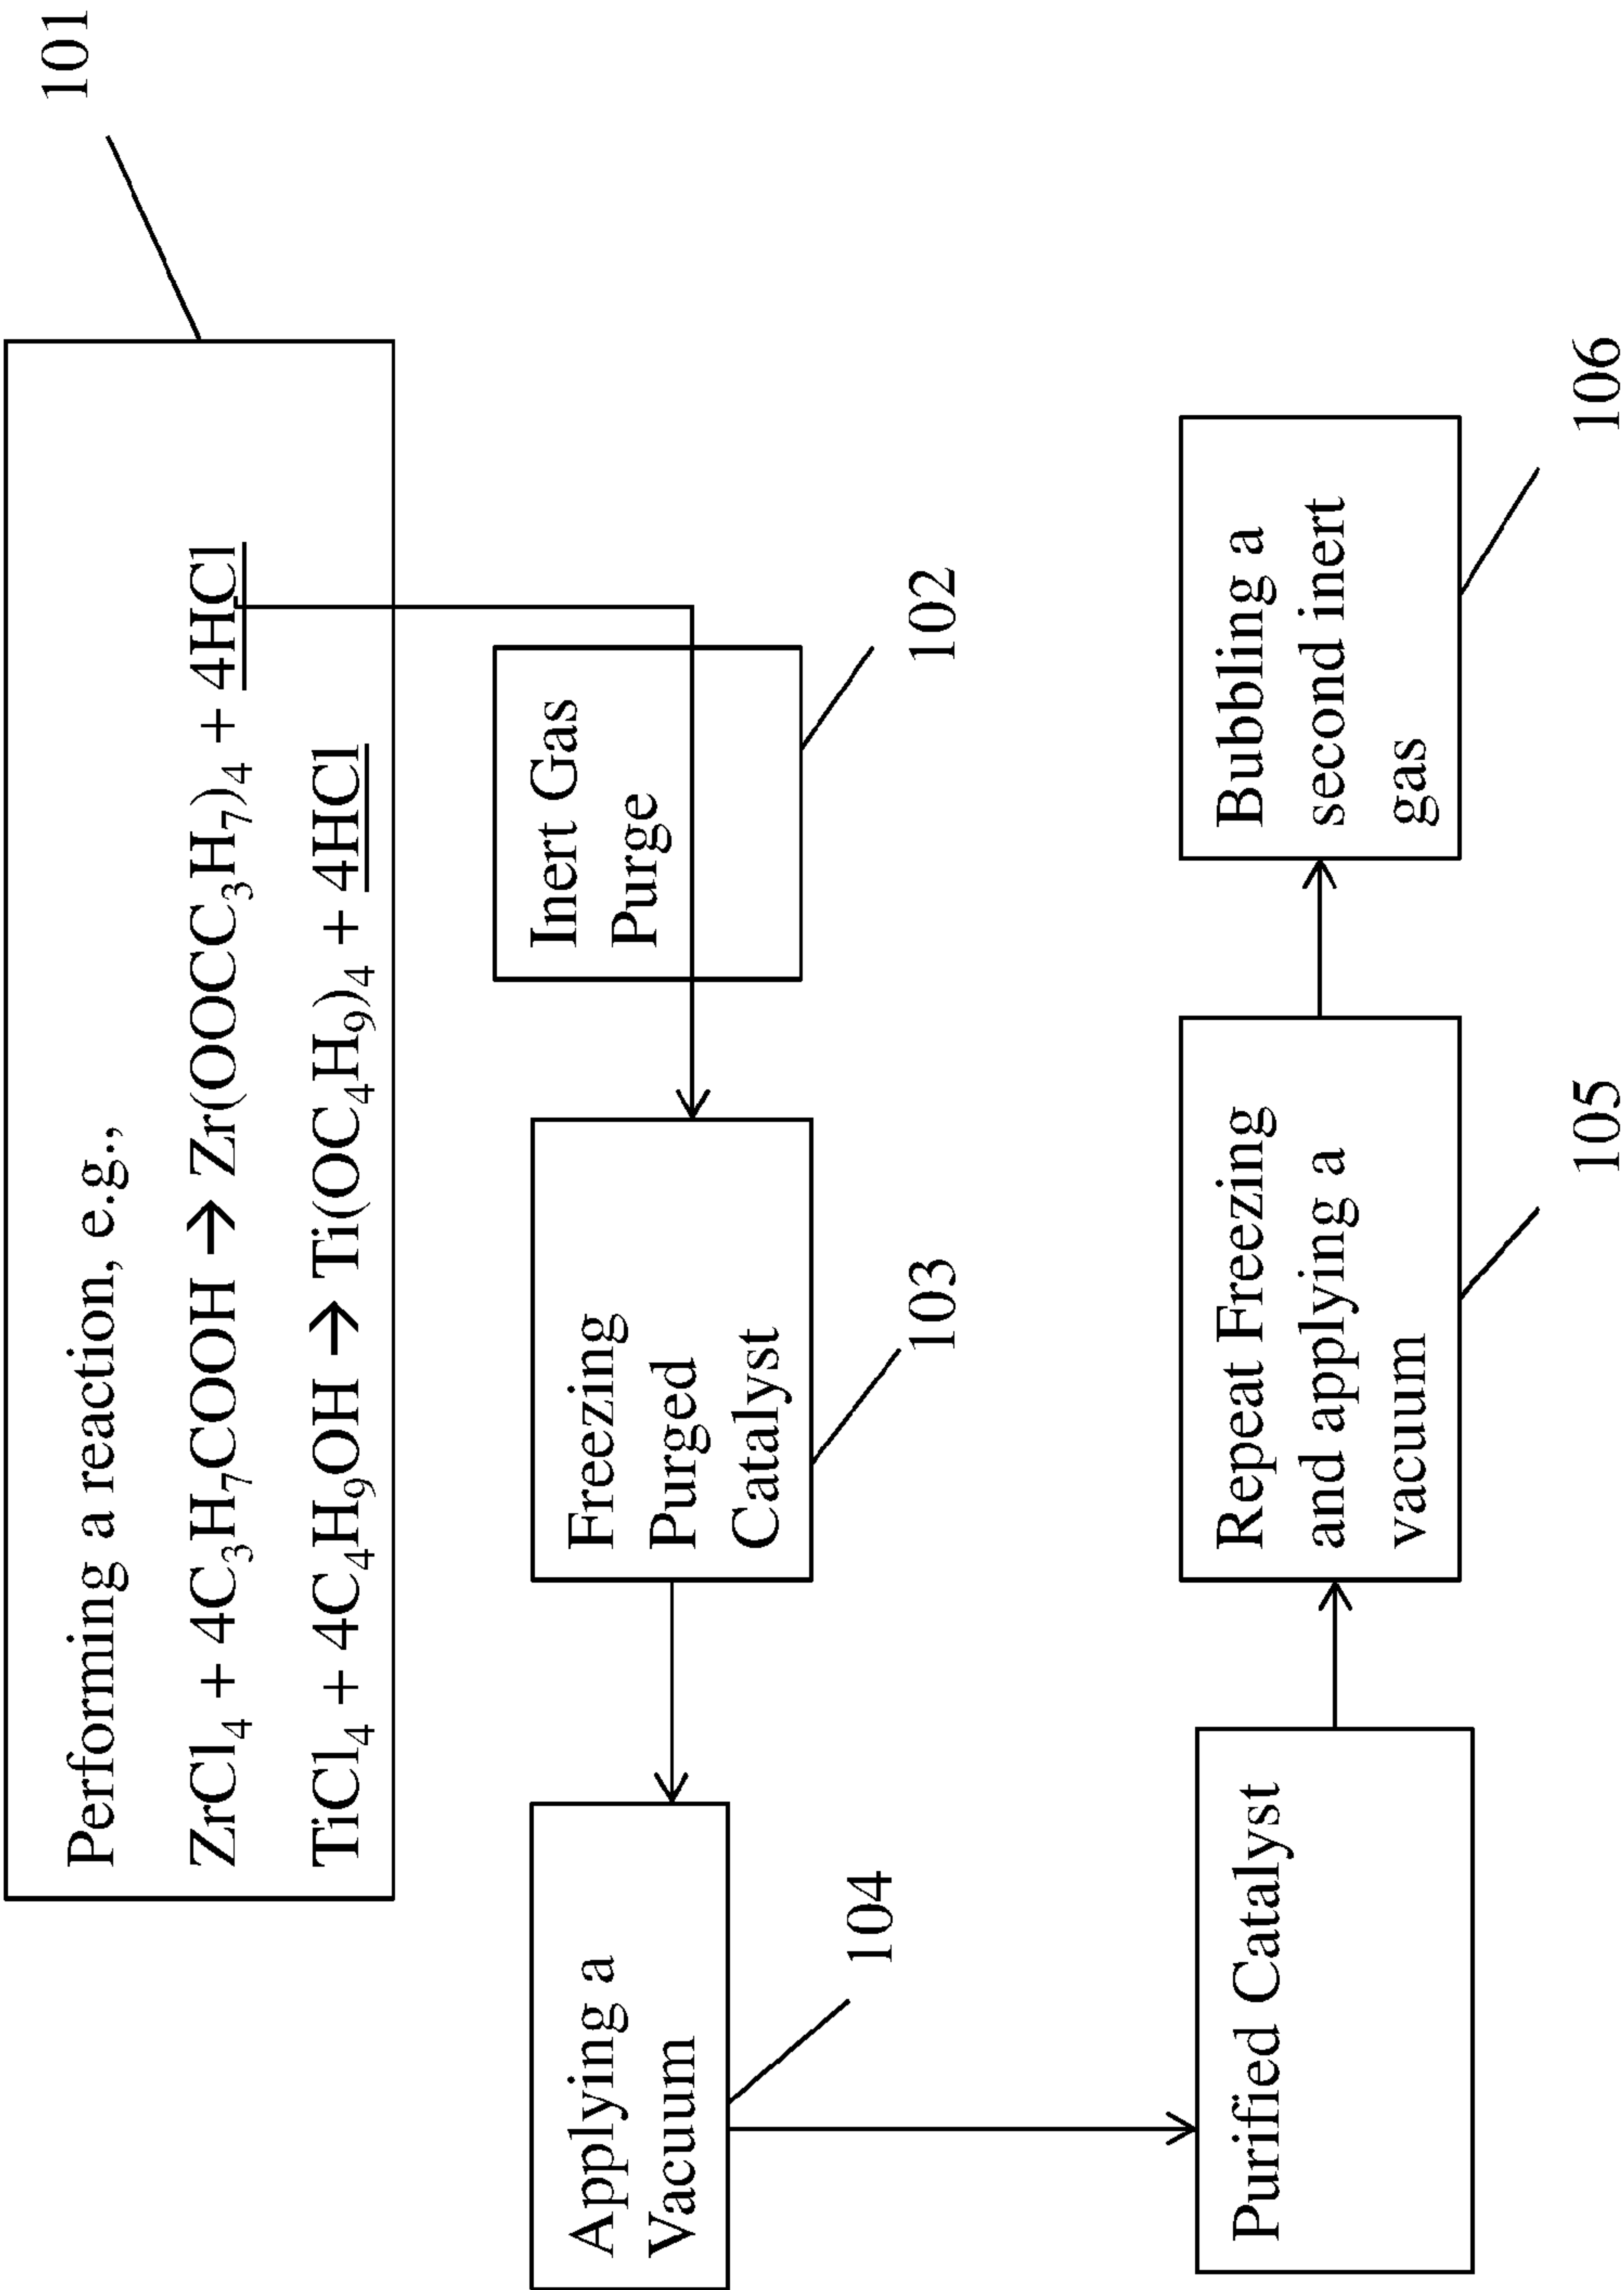 101
Performing a reaction, e.g.,
ZrCl₄ + 4C₃H₇COOH → Zr(OOCC₃H₇)₄ + 4HCl
TiCl₄ + 4C₄H₉OH → Ti(OC₄H₉)₄ + 4HCl
Inert Gas
Purge
102
Freezing
Purged
Catalyst
103
Applying a
Vacuum
104
Purified Catalyst
Repeat Freezing
and applying a
vacuum
105
Bubbling a
second inert
gas
106